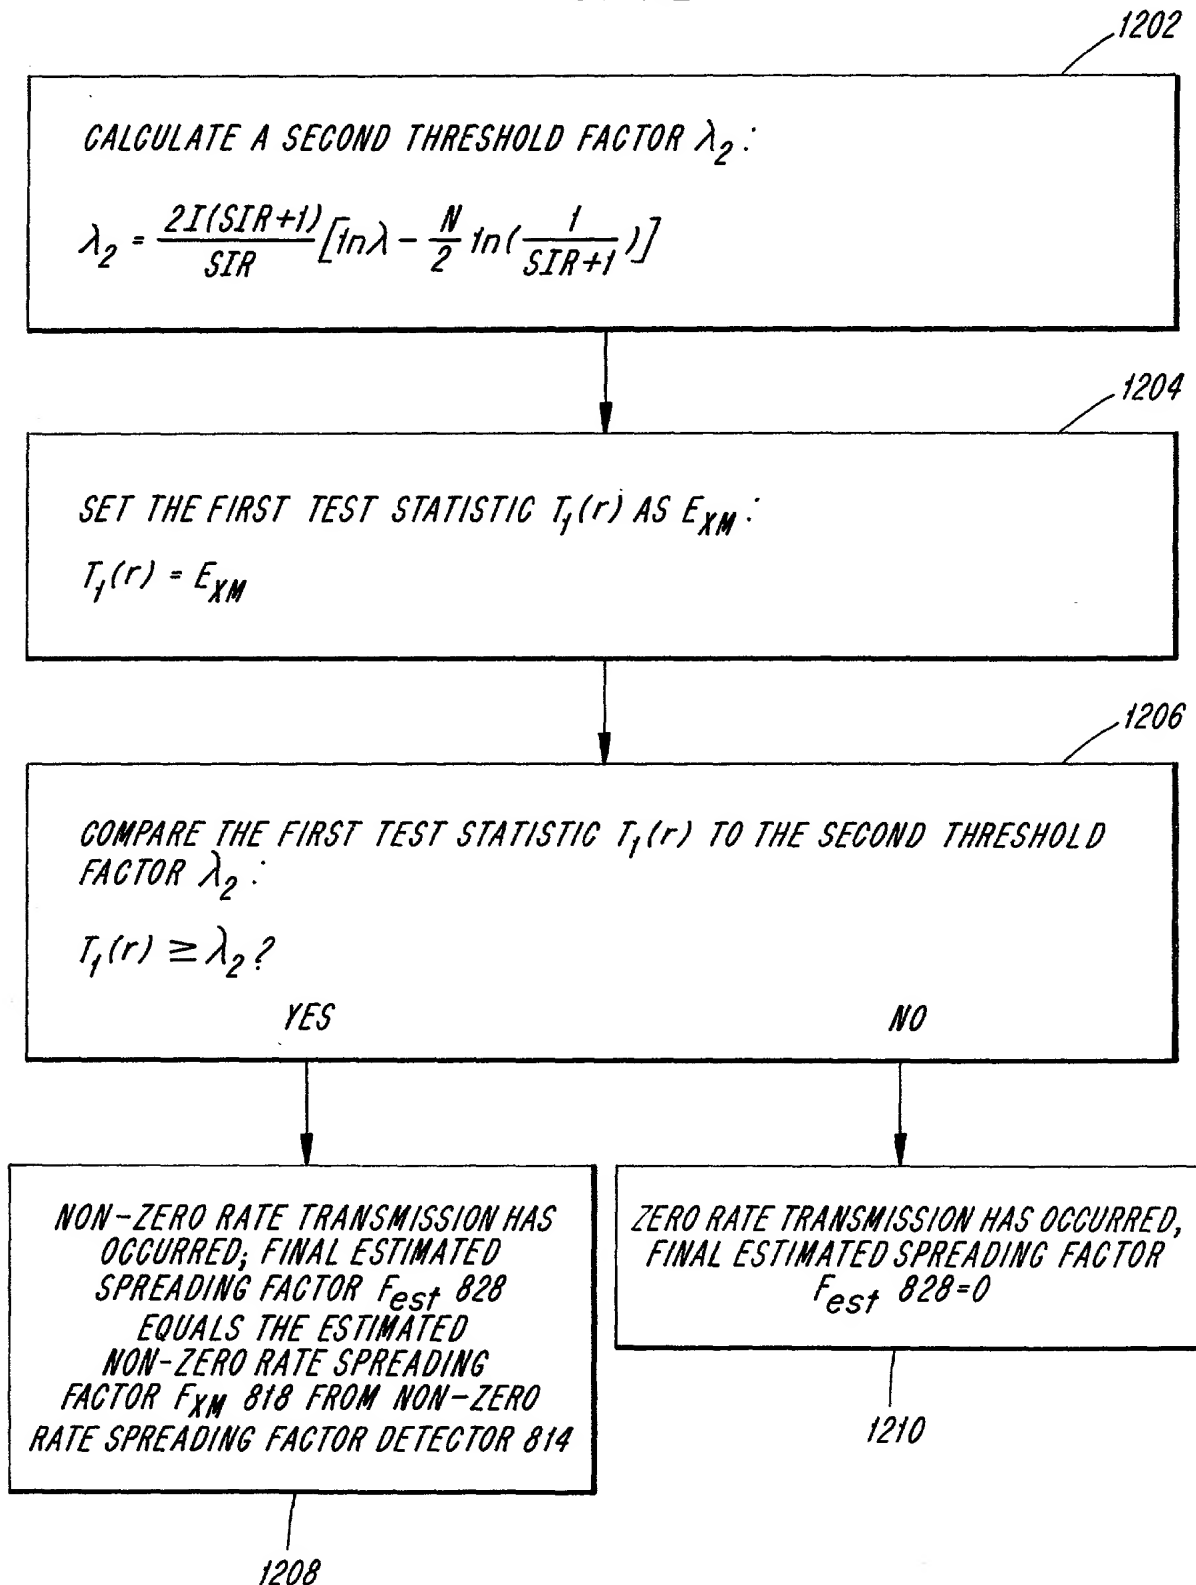 1202
CALCULATE A SECOND THRESHOLD FACTOR λ2:
λ2 = 2I(SIR+1)/SIR [lnλ - N/2 ln(1/SIR+1)]
1204
SET THE FIRST TEST STATISTIC T1(r) AS EXM:
T1(r) = EXM
1206
COMPARE THE FIRST TEST STATISTIC T1(r) TO THE SECOND THRESHOLD
FACTOR λ2:
T1(r) ≥ λ2?
YES
NO
NON-ZERO RATE TRANSMISSION HAS
OCCURRED; FINAL ESTIMATED
SPREADING FACTOR Fest 828
EQUALS THE ESTIMATED
NON-ZERO RATE SPREADING
FACTOR FXM 818 FROM NON-ZERO
RATE SPREADING FACTOR DETECTOR 814
1208
ZERO RATE TRANSMISSION HAS OCCURRED,
FINAL ESTIMATED SPREADING FACTOR
Fest 828=0
1210